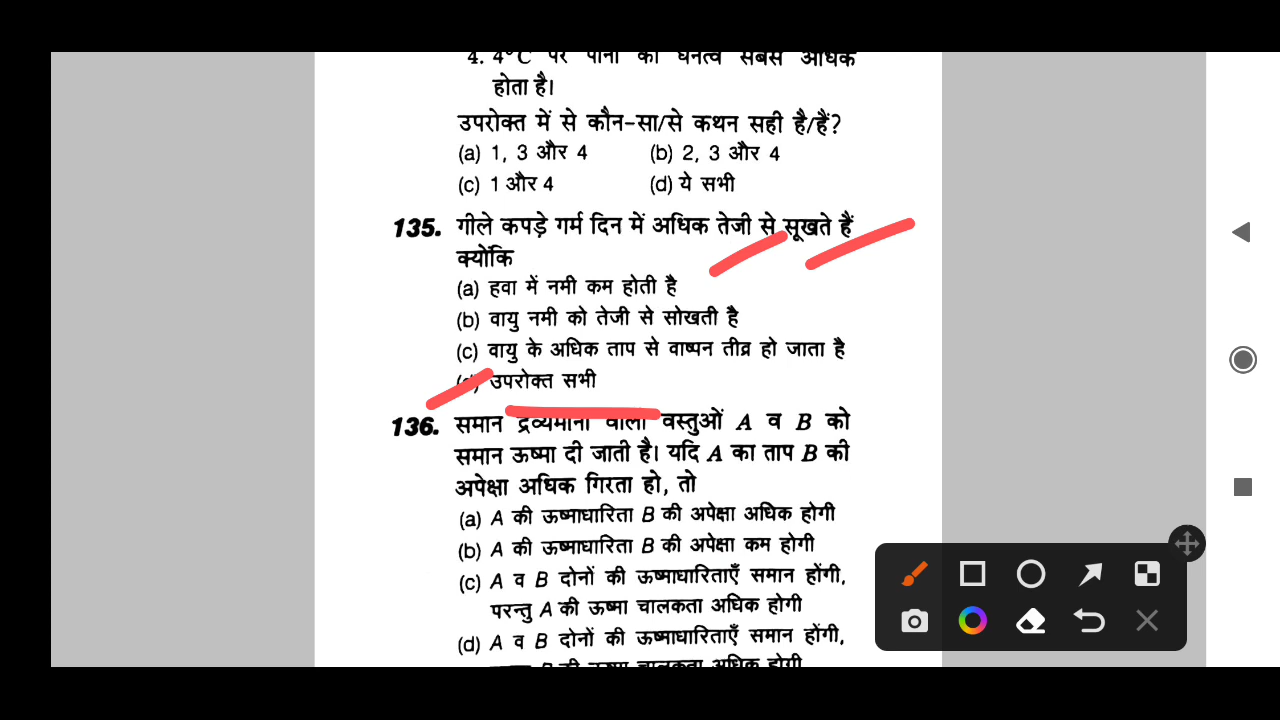 4. 4°C पर पानी का घनत्व सबसे अधिक
होता है।
उपरोक्त में से कौन-सा/से कथन सही है/हैं?
(a) 1, 3 और 4 (b) 2, 3 और 4
(c) 1 और 4 (d) ये सभी
135. गीले कपड़े गर्म दिन में अधिक तेजी से सूखते हैं
क्योंकि
(a) हवा में नमी कम होती है
(b) वायु नमी को तेजी से सोखती है
(c) वायु के अधिक ताप से वाष्पन तीव्र हो जाता है
(d) उपरोक्त सभी
136. समान द्रव्यमानों वाली वस्तुओं A व B को
समान ऊष्मा दी जाती है। यदि A का ताप B की
अपेक्षा अधिक गिरता हो, तो
(a) A की ऊष्माधारिता B की अपेक्षा अधिक होगी
(b) A की ऊष्माधारिता B की अपेक्षा कम होगी
(c) A व B दोनों की ऊष्माधारिताएँ समान होंगी,
परन्तु A की ऊष्मा चालकता अधिक होगी
(d) A व B दोनों की ऊष्माधारिताएँ समान होंगी,
B की ऊष्मा चालकता अधिक होगी